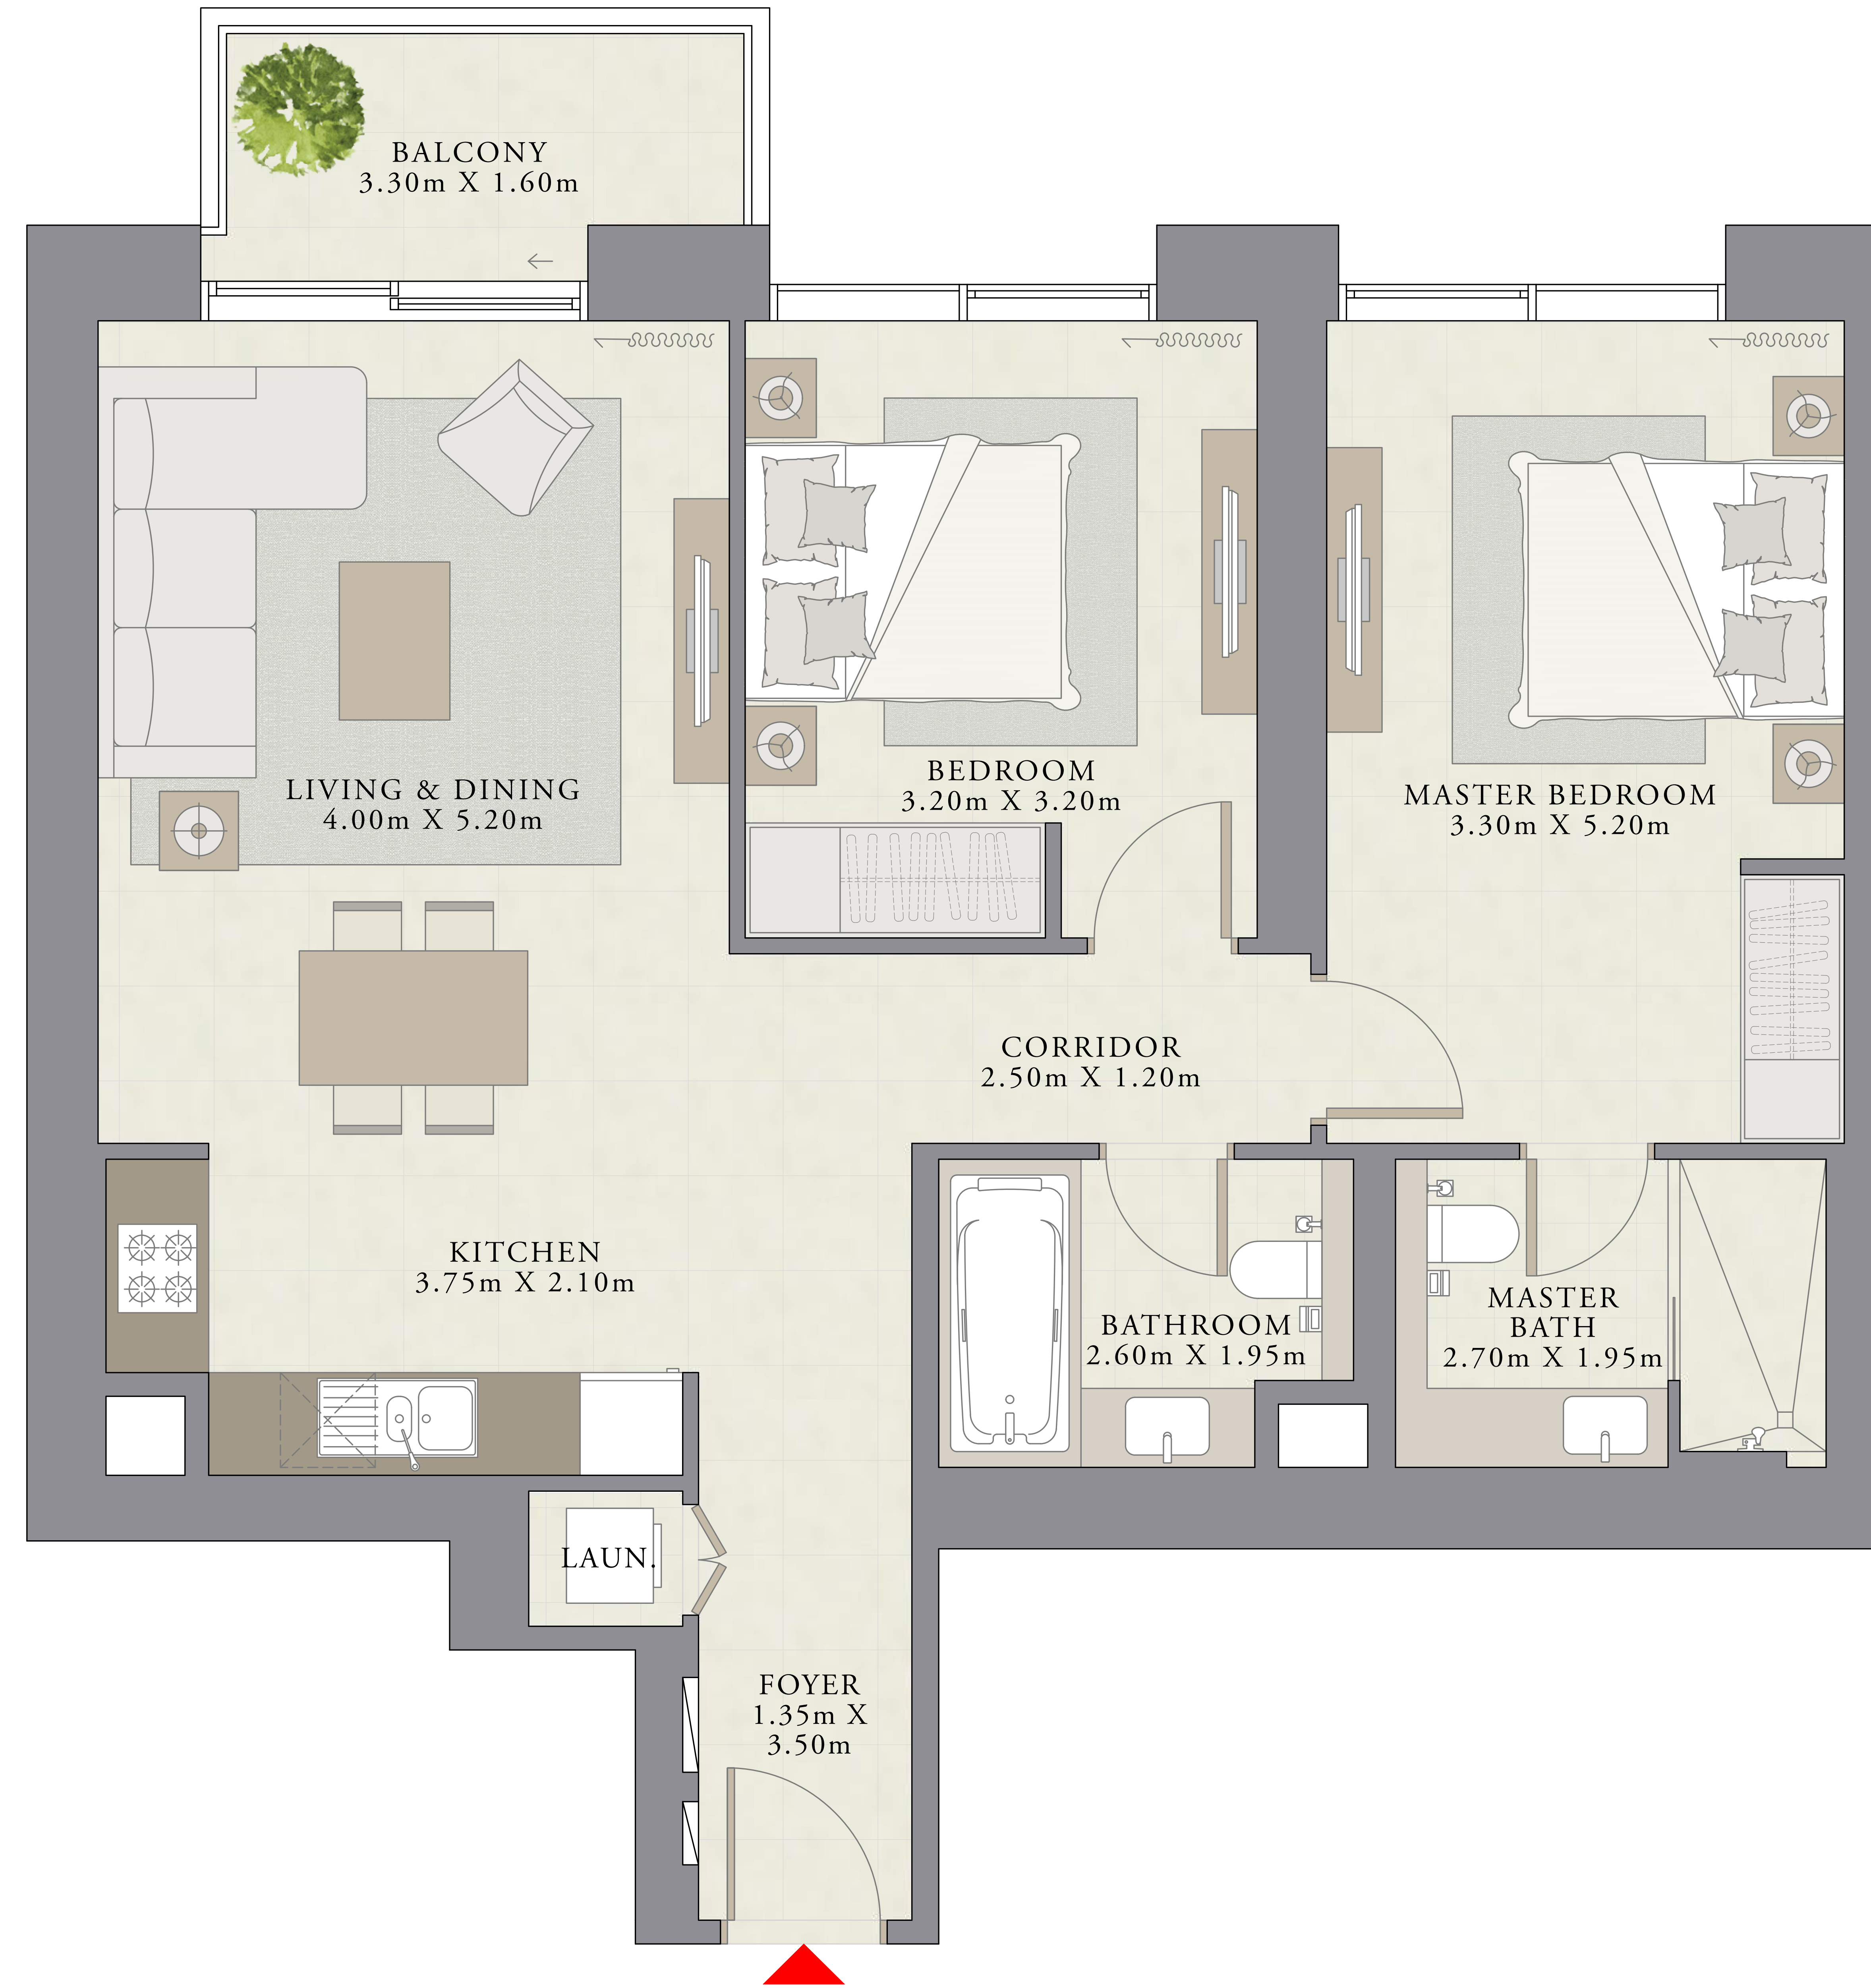 BALCONY
3.30m X 1.60m
LIVING & DINING
4.00m X 5.20m
BEDROOM
3.20m X 3.20m
MASTER BEDROOM
3.30m X 5.20m
CORRIDOR
2.50m X 1.20m
KITCHEN
3.75m X 2.10m
BATHROOM
2.60m X 1.95m
MASTER
BATH
2.70m X 1.95m
LAUN.
FOYER
1.35m X
3.50m